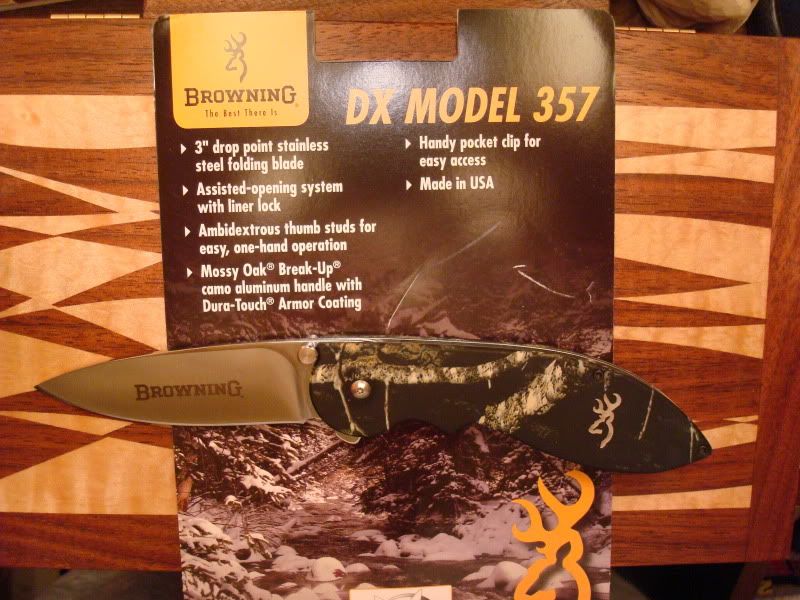 BROWNING®
The Best There Is
DX MODEL 357
3" drop point stainless
steel folding blade
Assisted-opening system
with liner lock
Ambidextrous thumb studs for
easy, one-hand operation
Mossy Oak® Break-Up®
camo aluminum handle with
Dura-Touch® Armor Coating
Handy pocket clip for
easy access
Made in USA
BROWNING